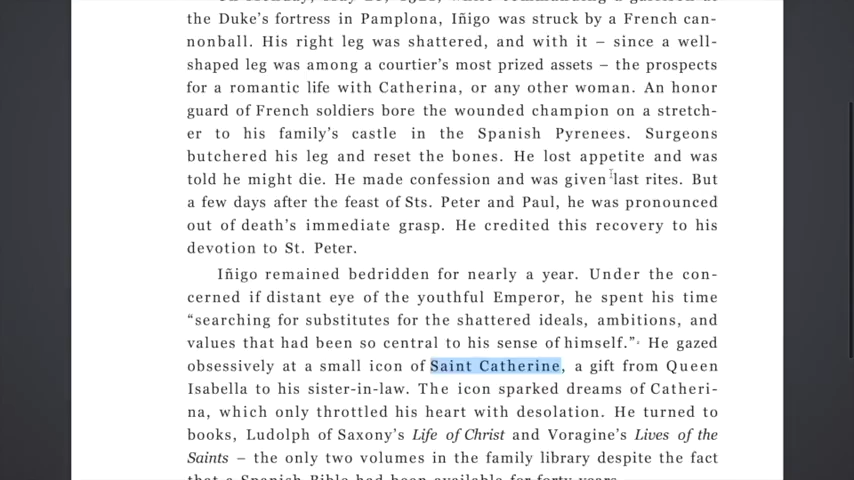 the Duke's fortress in Pamplona, Iñigo was struck by a French can-
nonball. His right leg was shattered, and with it – since a well-
shaped leg was among a courtier's most prized assets – the prospects
for a romantic life with Catherina, or any other woman. An honor
guard of French soldiers bore the wounded champion on a stretch-
er to his family's castle in the Spanish Pyrenees. Surgeons
butchered his leg and reset the bones. He lost appetite and was
told he might die. He made confession and was given last rites. But
a few days after the feast of Sts. Peter and Paul, he was pronounced
out of death's immediate grasp. He credited this recovery to his
devotion to St. Peter.
Iñigo remained bedridden for nearly a year. Under the con-
cerned if distant eye of the youthful Emperor, he spent his time
“searching for substitutes for the shattered ideals, ambitions, and
values that had been so central to his sense of himself.” He gazed
obsessively at a small icon of Saint Catherine, a gift from Queen
Isabella to his sister-in-law. The icon sparked dreams of Catheri-
na, which only throttled his heart with desolation. He turned to
books, Ludolph of Saxony's Life of Christ and Voragine's Lives of the
Saints – the only two volumes in the family library despite the fact
that a Spanish Bible had been available for forty years.